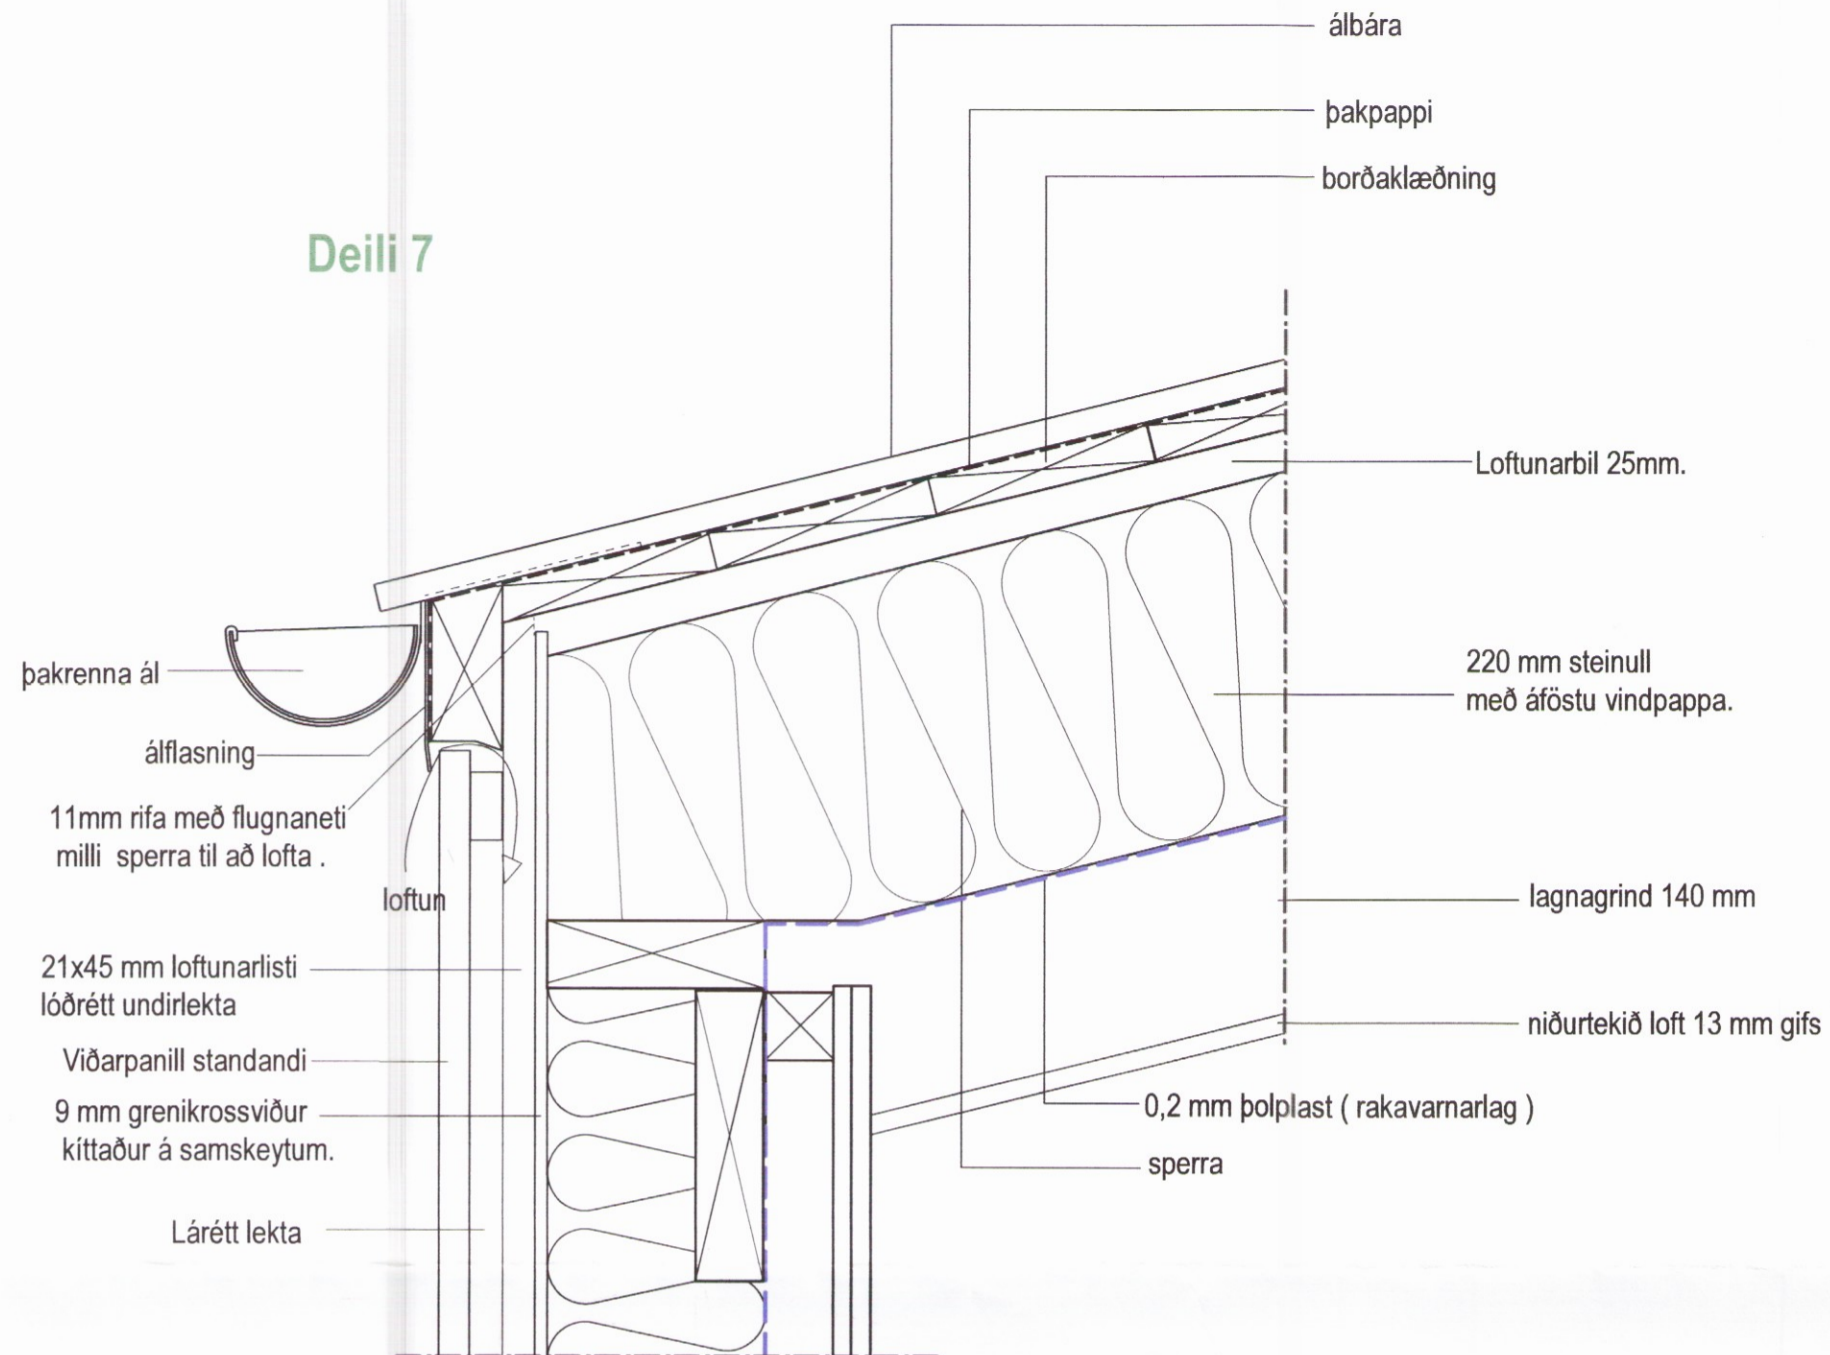 álbára
þakpappi
borðaklæðning
Deili 7
Loftunarbil 25mm.
220 mm steinull
með áföstu vindpappa.
þakrenna ál
álflasning
11mm rifa með flugnaneti
milli sperra til að lofta .
loftun
lagnagrind 140 mm
21x45 mm loftunarlisti
lóðrétt undirlekta
niðurtekið loft 13 mm gifs
Viðarpanill standandi
9 mm grenikrossviður
kíttaður á samskeytum.
0,2 mm þolplast ( rakavarnarlag )
sperra
Lárétt lekta